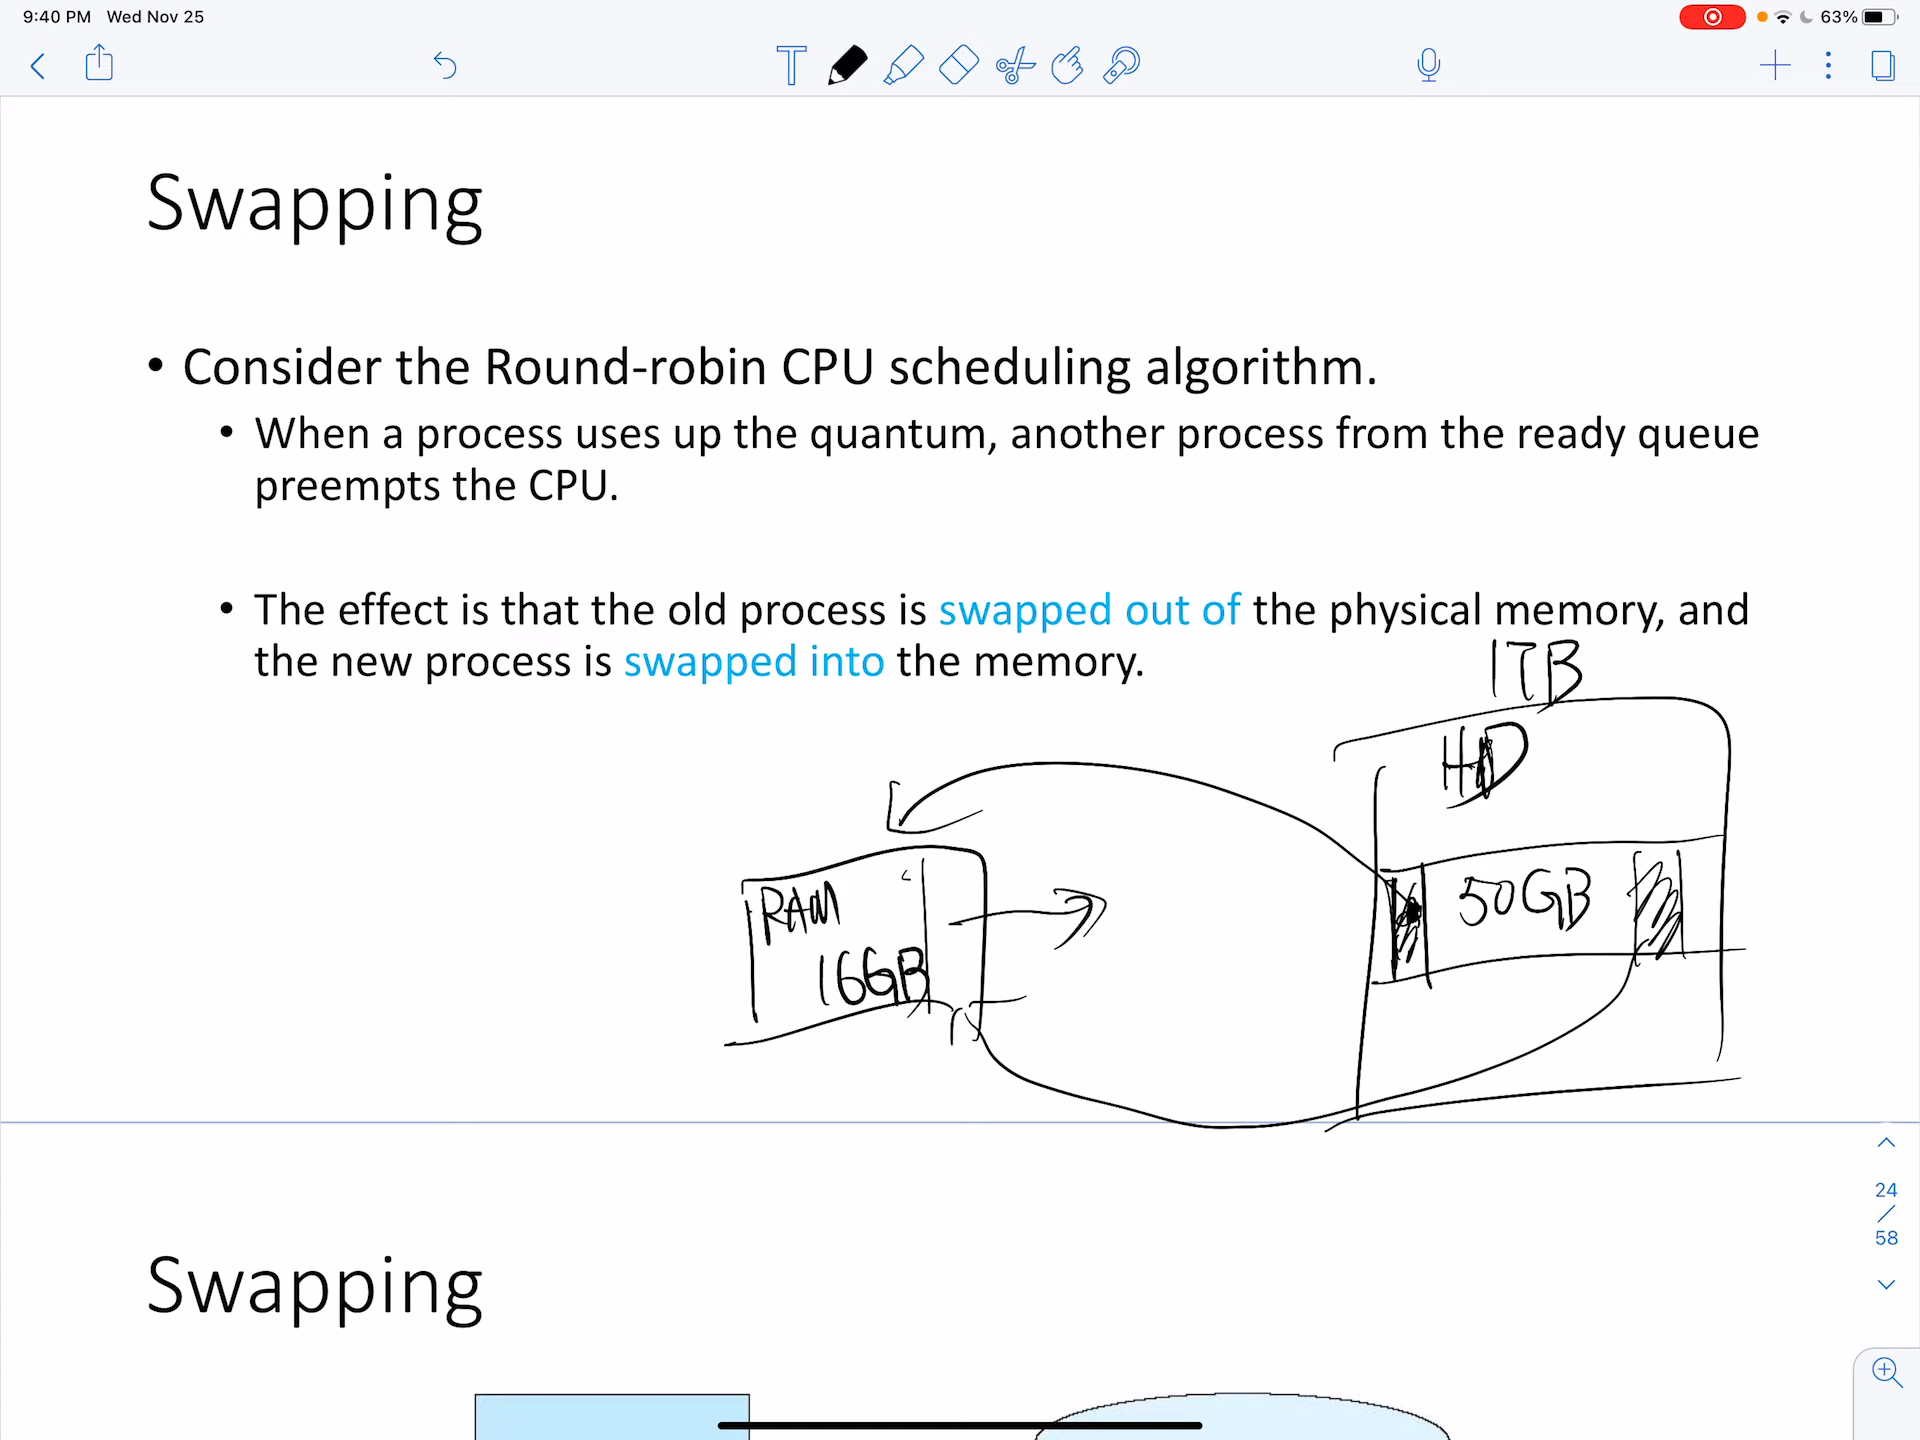 9:40 PM Wed Nov 25
63%
Swapping
• Consider the Round-robin CPU scheduling algorithm.
• When a process uses up the quantum, another process from the ready queue
preempts the CPU.
• The effect is that the old process is swapped out of the physical memory, and
the new process is swapped into the memory.
1TB
HD
RAM
16GB
50GB
24
/
58
Swapping